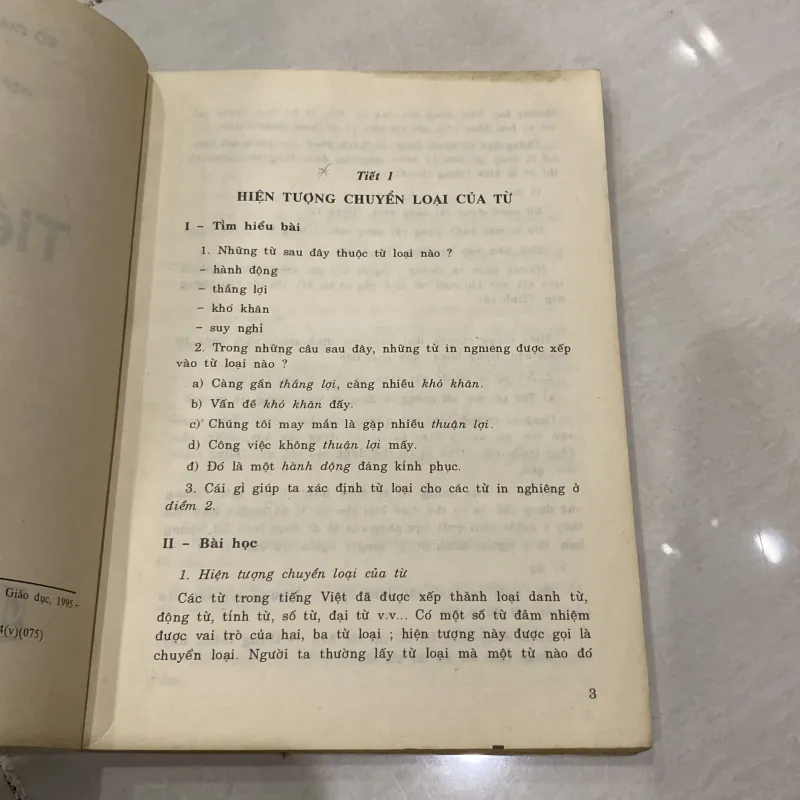 Tiế
Giáo dục, 1995.-
4(v)(075)
Tiết 1
HIỆN TƯỢNG CHUYỂN LOẠI CỦA TỪ
I – Tìm hiểu bài
1. Những từ sau đây thuộc từ loại nào ?
– hành động
– thắng lợi
– khó khăn
– suy nghỉ
2. Trong những câu sau đây, những từ in nghiêng được xếp
vào từ loại nào ?
a) Càng gần thắng lợi, càng nhiều khó khăn.
b) Vấn đề khó khăn đấy.
c) Chúng tôi may mắn là gặp nhiều thuận lợi.
d) Công việc không thuận lợi mấy.
đ) Đó là một hành động đáng kính phục.
3. Cái gì giúp ta xác định từ loại cho các từ in nghiêng ở
điểm 2.
II – Bài học
1. Hiện tượng chuyển loại của từ
Các từ trong tiếng Việt đã được xếp thành loại danh từ,
động từ, tính từ, số từ, đại từ v.v... Có một số từ đảm nhiệm
được vai trò của hai, ba từ loại ; hiện tượng này được gọi là
chuyển loại. Người ta thường lấy từ loại mà một từ nào đó
3